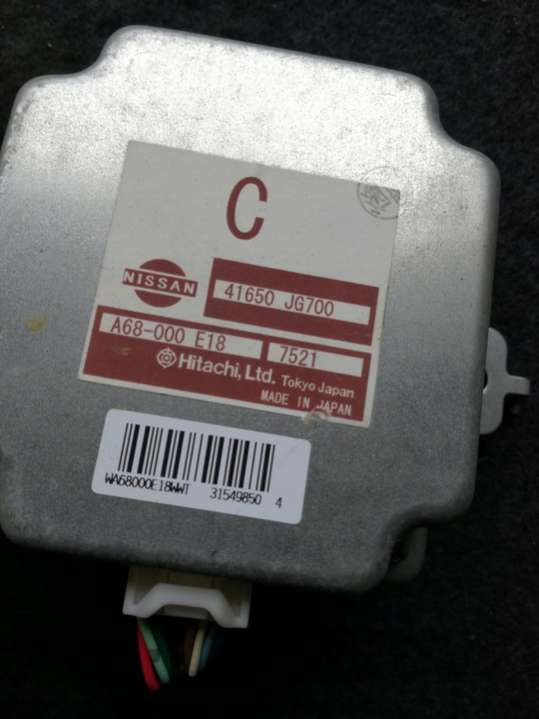 C
NISSAN
41650 JG700
A68-000 E18
7521
Hitachi, Ltd. Tokyo Japan
MADE IN JAPAN
WA68000E18WWT 31549850 4